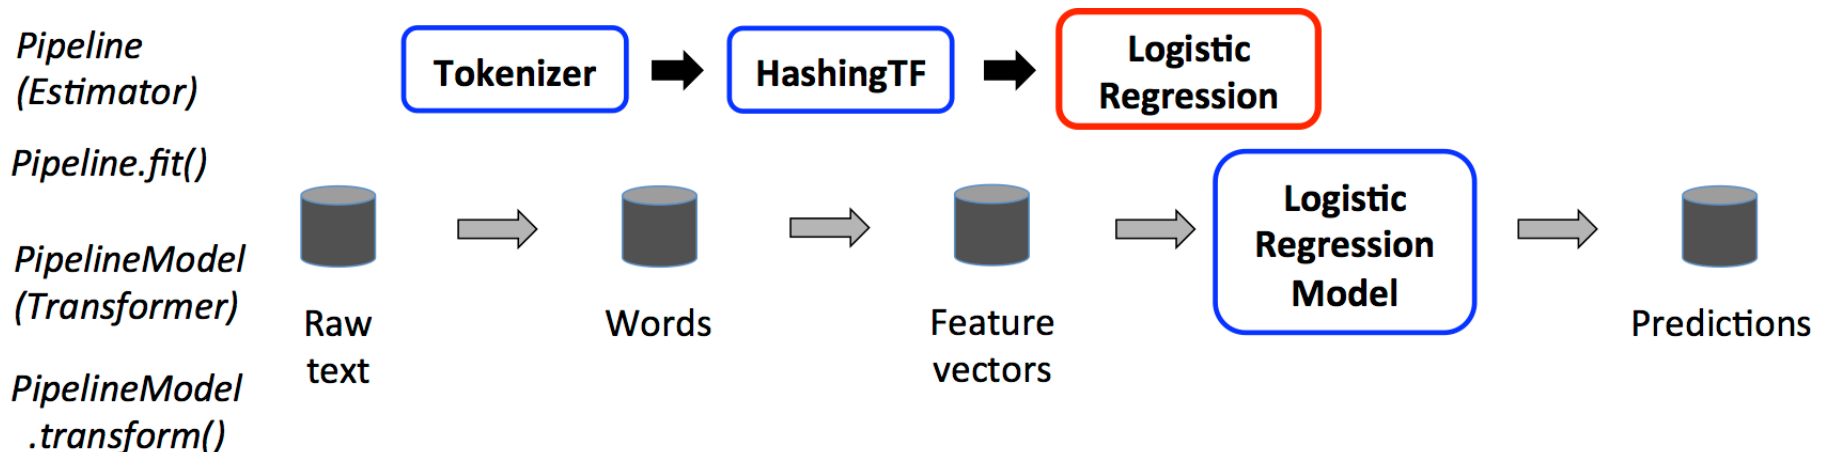 Pipeline
(Estimator)
Tokenizer
HashingTF
Logistic
Regression
Pipeline.fit()
Raw
text
Words
Feature
vectors
Logistic
Regression
Model
Predictions
PipelineModel
(Transformer)
PipelineModel
.transform()